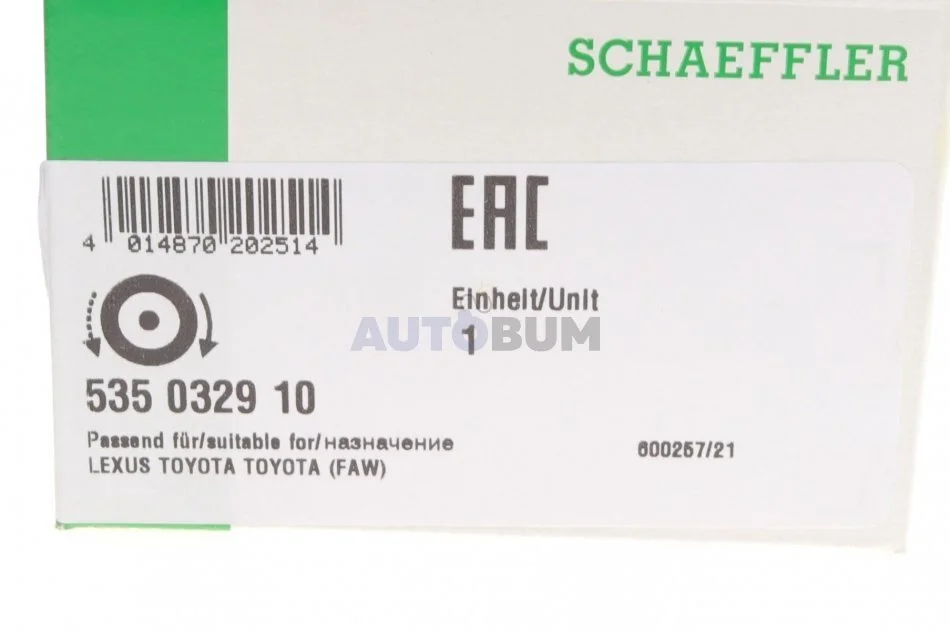 SCHAEFFLER
4 014870 202514
EAC
Einheit/Unit
1
AUTOBUM
535 0329 10
Passend für/suitable for/назначение
LEXUS TOYOTA TOYOTA (FAW)
600257/21